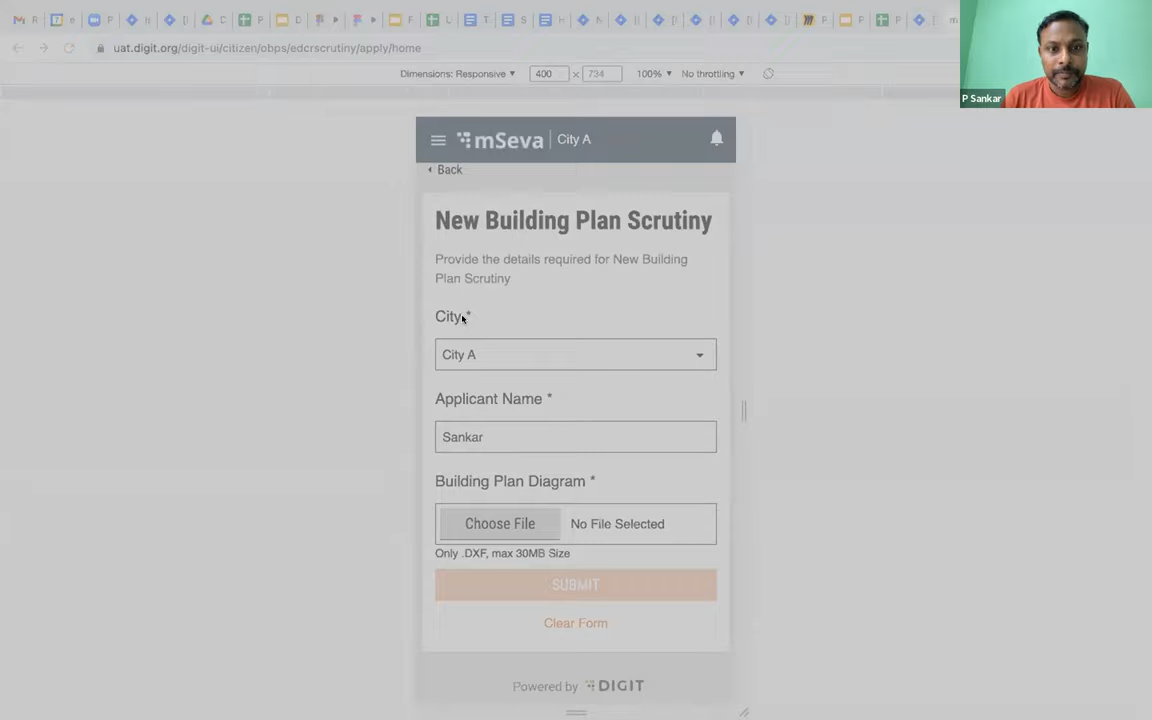 uat.digit.org/digit-ui/citizen/obps/edcrscrutiny/apply/home
Dimensions: Responsive 400 x 734 100% No throttling
P Sankar
mSeva City A
Back
New Building Plan Scrutiny
Provide the details required for New Building
Plan Scrutiny
City *
City A
Applicant Name *
Sankar
Building Plan Diagram *
Choose File No File Selected
Only .DXF, max 30MB Size
SUBMIT
Clear Form
Powered by DIGIT